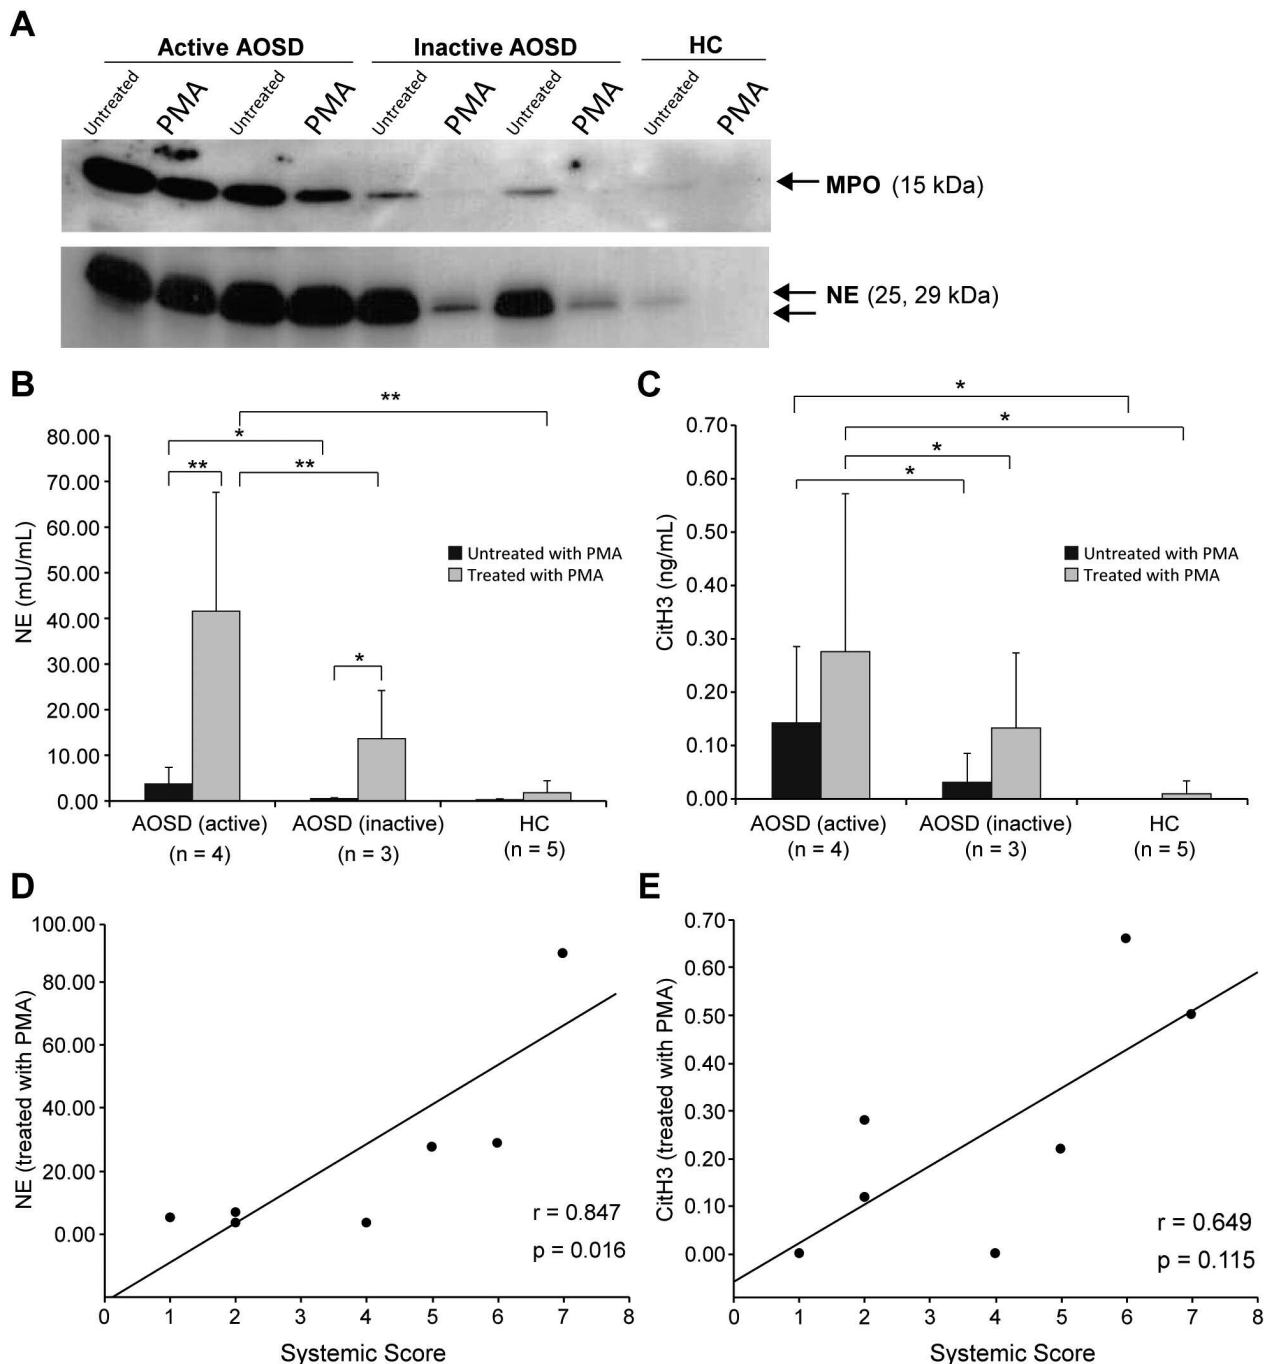 A
Active AOSD
Inactive AOSD
HC
Untreated
PMA
Untreated
PMA
Untreated
PMA
Untreated
PMA
Untreated
PMA
MPO (15 kDa)
NE (25, 29 kDa)
B
**
*
**
**
*
80.00
70.00
60.00
50.00
40.00
30.00
20.00
10.00
0.00
NE (mU/mL)
Untreated with PMA
Treated with PMA
AOSD (active)
(n = 4)
AOSD (inactive)
(n = 3)
HC
(n = 5)
C
*
*
*
*
0.70
0.60
0.50
0.40
0.30
0.20
0.10
0.00
CitH3 (ng/mL)
Untreated with PMA
Treated with PMA
AOSD (active)
(n = 4)
AOSD (inactive)
(n = 3)
HC
(n = 5)
D
100.00
80.00
60.00
40.00
20.00
0.00
NE (treated with PMA)
r = 0.847
p = 0.016
0 1 2 3 4 5 6 7 8
Systemic Score
E
0.70
0.60
0.50
0.40
0.30
0.20
0.10
0.00
CitH3 (treated with PMA)
r = 0.649
p = 0.115
0 1 2 3 4 5 6 7 8
Systemic Score